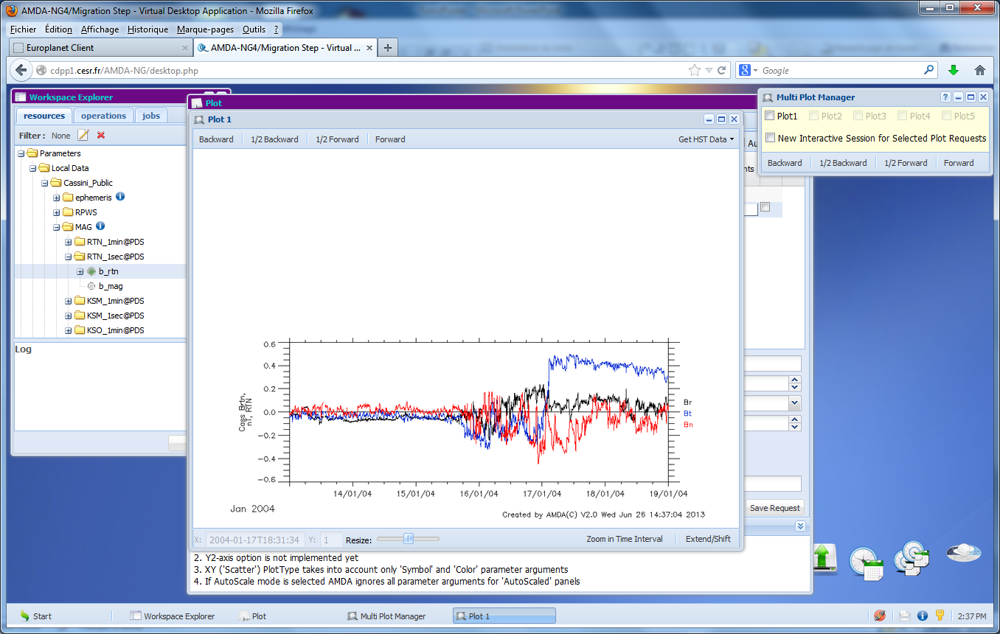 AMDA-NG4/Migration Step - Virtual Desktop Application - Mozilla Firefox
Fichier Édition Affichage Historique Marque-pages Outils ?
Europlanet Client
AMDA-NG4/Migration Step - Virtual ...
cdpp1.cesr.fr/AMDA-NG/desktop.php
Google
Workspace Explorer
resources operations jobs
Filter : None
Parameters
Local Data
Cassini_Public
ephemeris
RPWS
MAG
RTN_1min@PDS
RTN_1sec@PDS
b_rtn
b_mag
KSM_1min@PDS
KSM_1sec@PDS
KSO_1min@PDS
Log
Plot
Plot 1
Backward 1/2 Backward 1/2 Forward Forward Get HST Data
0.6
0.4
0.2
0.0
-0.2
-0.4
-0.6
Cass Brtn,
nT, RTN
Br
Bt
Bn
14/01/04 15/01/04 16/01/04 17/01/04 18/01/04 19/01/04
Jan 2004
Created by AMDA(C) V2.0 Wed Jun 26 14:37:04 2013
X: 2004-01-17T18:31:34 Y: 1 Resize: Zoom in Time Interval Extend/Shift
2. Y2-axis option is not implemented yet
3. XY ('Scatter') PlotType takes into account only 'Symbol' and 'Color' parameter arguments
4. If AutoScale mode is selected AMDA ignores all parameter arguments for 'AutoScaled' panels
Au
nts
Save Request
Multi Plot Manager
Plot1 Plot2 Plot3 Plot4 Plot5
New Interactive Session for Selected Plot Requests
Backward 1/2 Backward 1/2 Forward Forward
Start Workspace Explorer Plot Multi Plot Manager Plot 1 2:37 PM